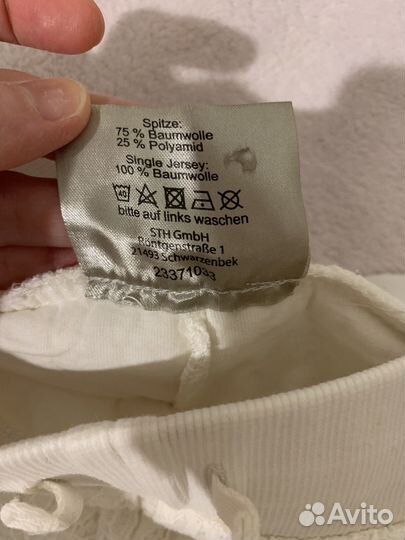 Spitze:
75 % Baumwolle
25 % Polyamid
Single Jersey:
100 % Baumwolle
40
bitte auf links waschen
STH GmbH
Röntgenstraße 1
21493 Schwarzenbek
23371033
Avito